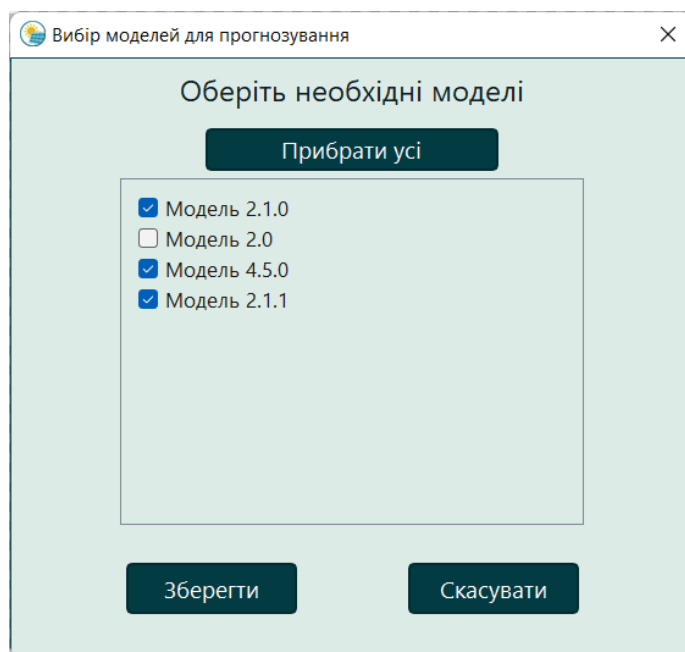 Вибір моделей для прогнозування
Оберіть необхідні моделі
Прибрати усі
Модель 2.1.0
Модель 2.0
Модель 4.5.0
Модель 2.1.1
Зберегти
Скасувати